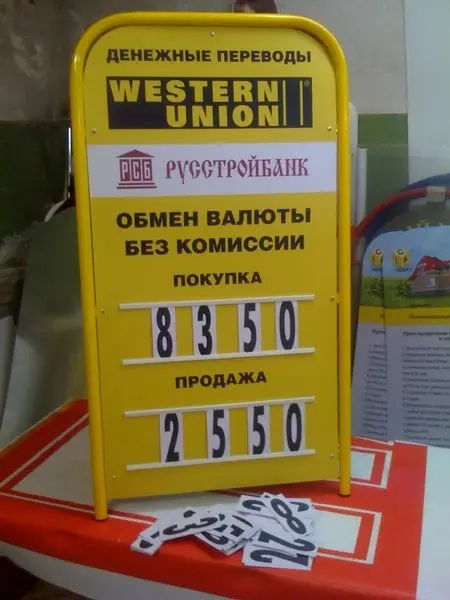 ДЕНЕЖНЫЕ ПЕРЕВОДЫ
WESTERN
UNION
РСБ РУССТРОЙБАНК
ОБМЕН ВАЛЮТЫ
БЕЗ КОМИССИИ
ПОКУПКА
8350
ПРОДАЖА
2550